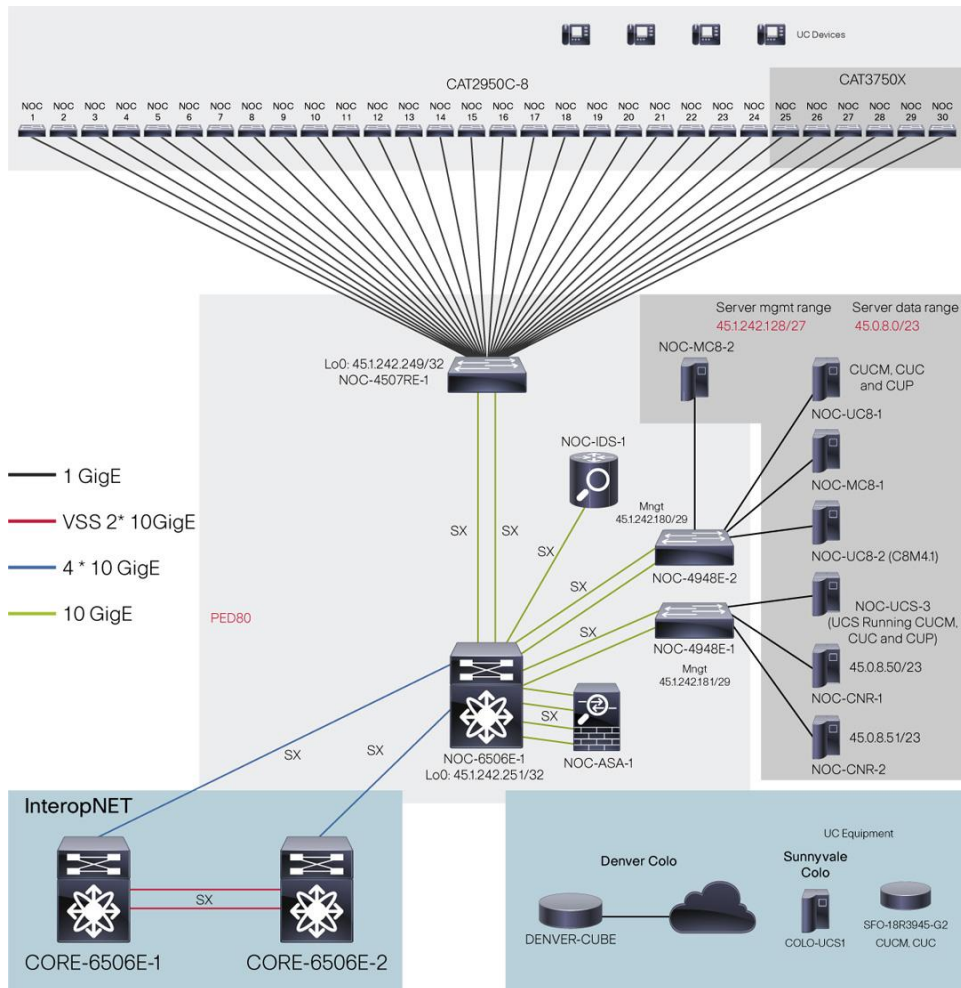 UC Devices
CAT2950C-8
CAT3750X
NOC 1
NOC 2
NOC 3
NOC 4
NOC 5
NOC 6
NOC 7
NOC 8
NOC 9
NOC 10
NOC 11
NOC 12
NOC 13
NOC 14
NOC 15
NOC 16
NOC 17
NOC 18
NOC 19
NOC 20
NOC 21
NOC 22
NOC 23
NOC 24
NOC 25
NOC 26
NOC 27
NOC 28
NOC 29
NOC 30
Server mgmt range
45.1.242.128/27
Server data range
45.0.8.0/23
Lo0: 45.1.242.249/32
NOC-4507RE-1
NOC-MC8-2
CUCM, CUC
and CUP
NOC-UC8-1
NOC-IDS-1
NOC-MC8-1
1 GigE
VSS 2* 10GigE
4 * 10 GigE
10 GigE
Mngt
45.1.242.180/29
SX
SX
SX
SX
NOC-4948E-2
NOC-UC8-2 (C8M4.1)
PED80
SX
NOC-4948E-1
Mngt
45.1.242.181/29
NOC-UCS-3
(UCS Running CUCM,
CUC and CUP)
45.0.8.50/23
NOC-CNR-1
SX
SX
SX
NOC-6506E-1
Lo0: 45.1.242.251/32
NOC-ASA-1
45.0.8.51/23
NOC-CNR-2
InteropNET
SX
CORE-6506E-1
CORE-6506E-2
UC Equipment
Denver Colo
Sunnyvale
Colo
DENVER-CUBE
COLO-UCS1
SFO-18R3945-G2
CUCM, CUC